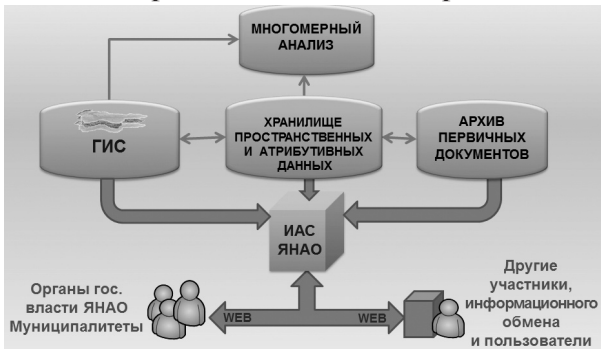 МНОГОМЕРНЫЙ
АНАЛИЗ
ГИС
ХРАНИЛИЩЕ
ПРОСТРАНСТВЕННЫХ
И АТРИБУТИВНЫХ
ДАННЫХ
АРХИВ
ПЕРВИЧНЫХ
ДОКУМЕНТОВ
ИАС
ЯНАО
Органы гос.
власти ЯНАО
Муниципалитеты
WEB
WEB
Другие
участники,
информационного
обмена
и пользователи